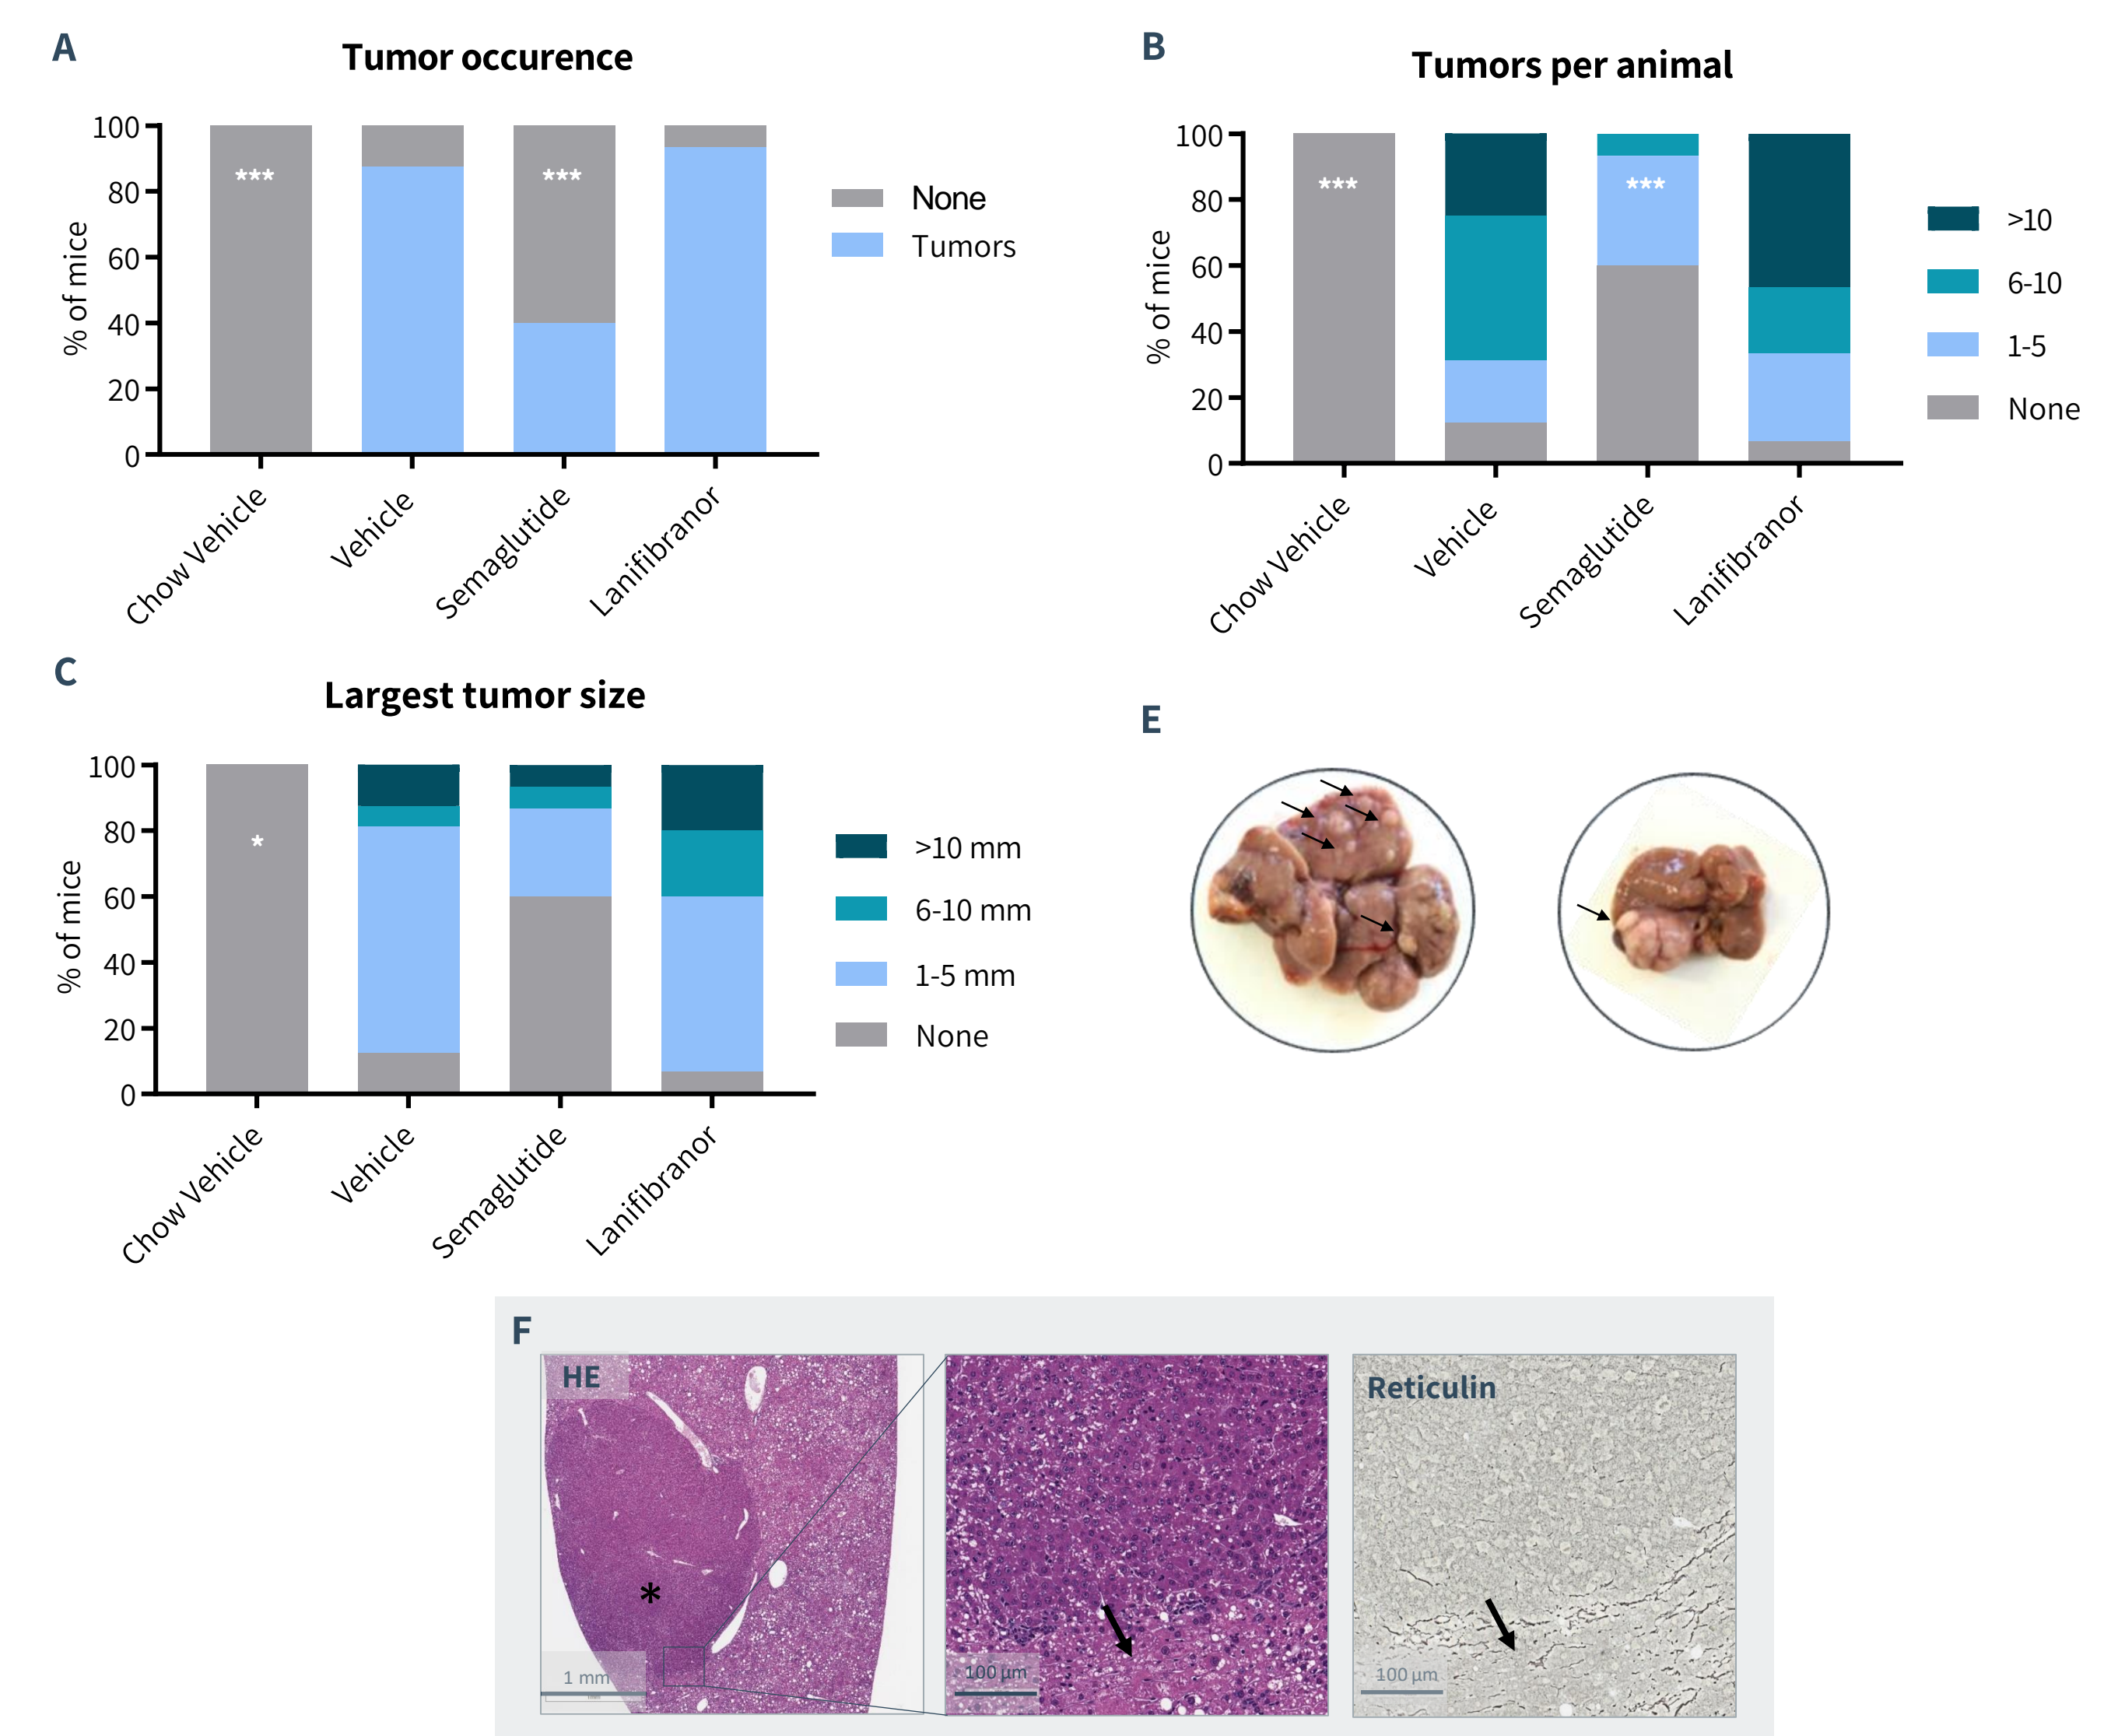 A
Tumor occurence
100
80
60
40
20
0
% of mice
***
***
Chow Vehicle
Vehicle
Semaglutide
Lanifibranor
None
Tumors
B
Tumors per animal
100
80
60
40
20
0
% of mice
***
***
Chow Vehicle
Vehicle
Semaglutide
Lanifibranor
>10
6-10
1-5
None
C
Largest tumor size
100
80
60
40
20
0
% of mice
*
Chow Vehicle
Vehicle
Semaglutide
Lanifibranor
>10 mm
6-10 mm
1-5 mm
None
E
F
HE
*
1 mm
100 µm
Reticulin
100 µm